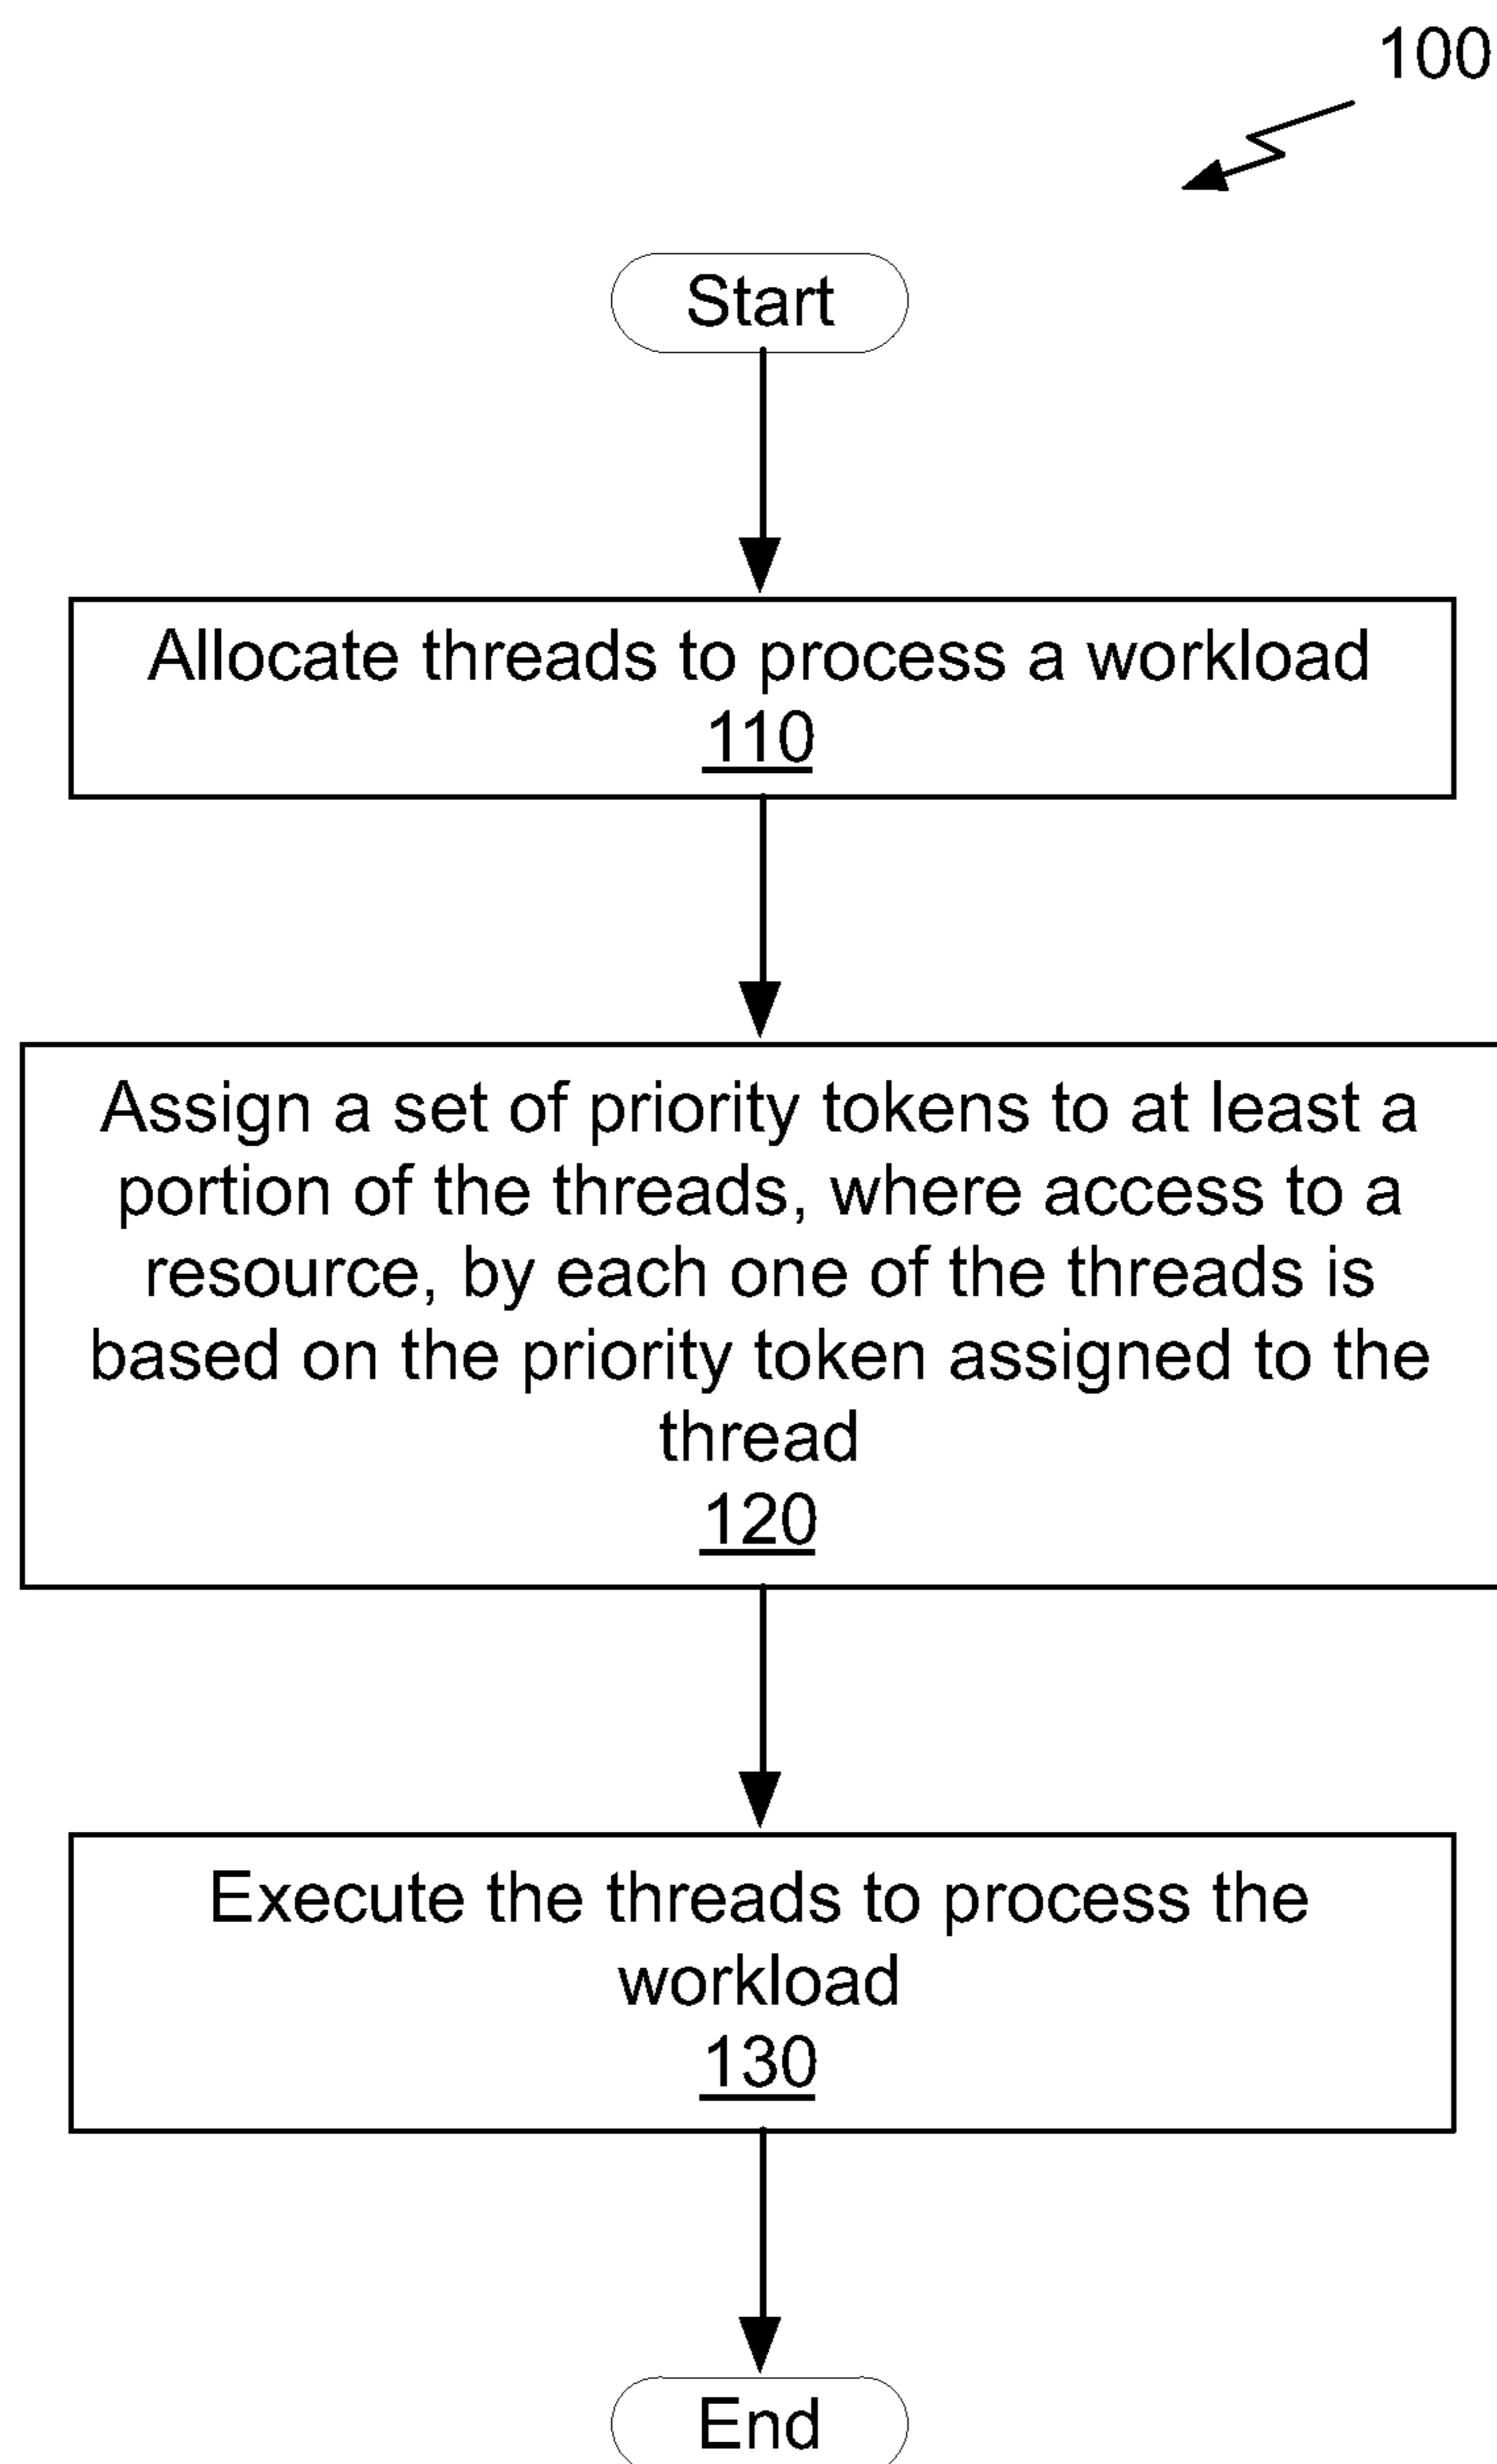 100
Start
Allocate threads to process a workload
110
Assign a set of priority tokens to at least a
portion of the threads, where access to a
resource, by each one of the threads is
based on the priority token assigned to the
thread
120
Execute the threads to process the
workload
130
End